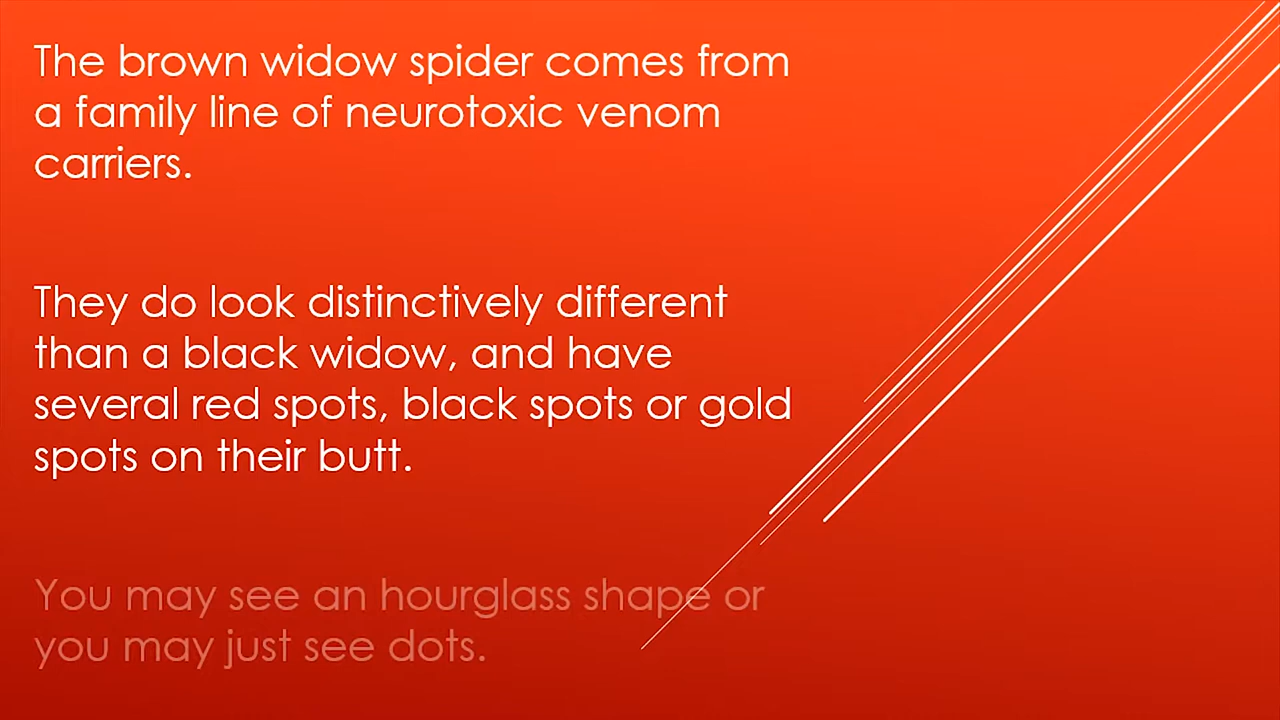 The brown widow spider comes from
a family line of neurotoxic venom
carriers.
They do look distinctively different
than a black widow, and have
several red spots, black spots or gold
spots on their butt.
You may see an hourglass shape or
you may just see dots.